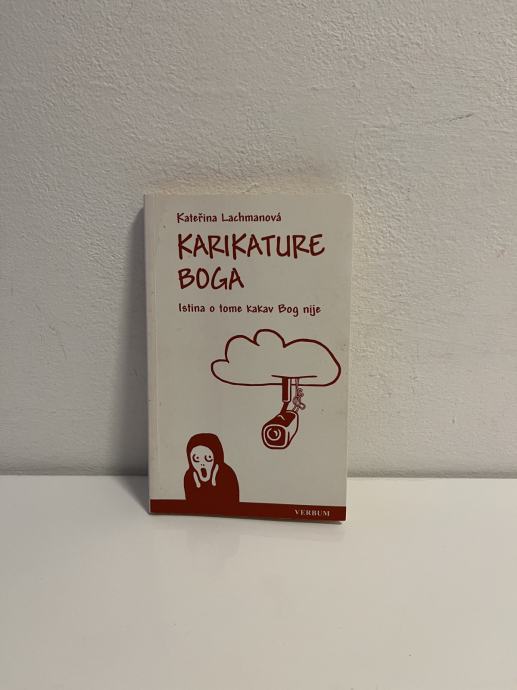 Kateřina Lachmanová
KARIKATURE
BOGA
Istina o tome kakav Bog nije
VERBUM